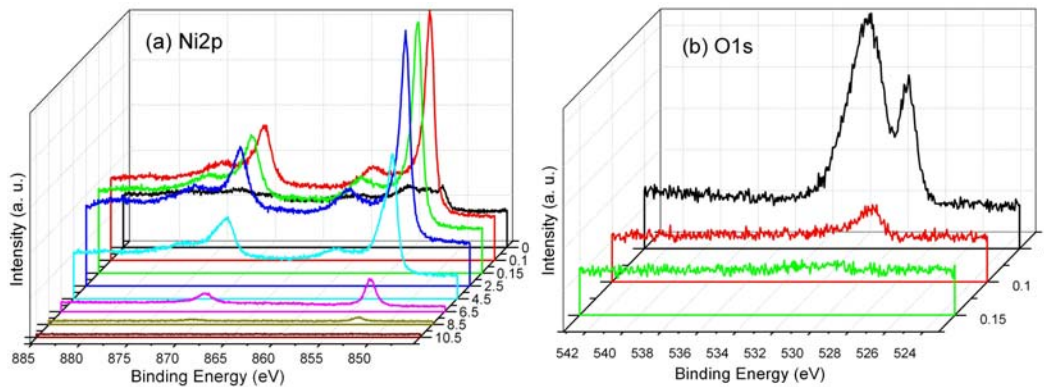 (a) Ni2p
Intensity (a. u.)
0
0.1
0.15
2.5
4.5
6.5
8.5
10.5
885 880 875 870 865 860 855 850
Binding Energy (eV)
(b) O1s
Intensity (a. u.)
0
0.1
0.15
542 540 538 536 534 532 530 528 526 524
Binding Energy (eV)